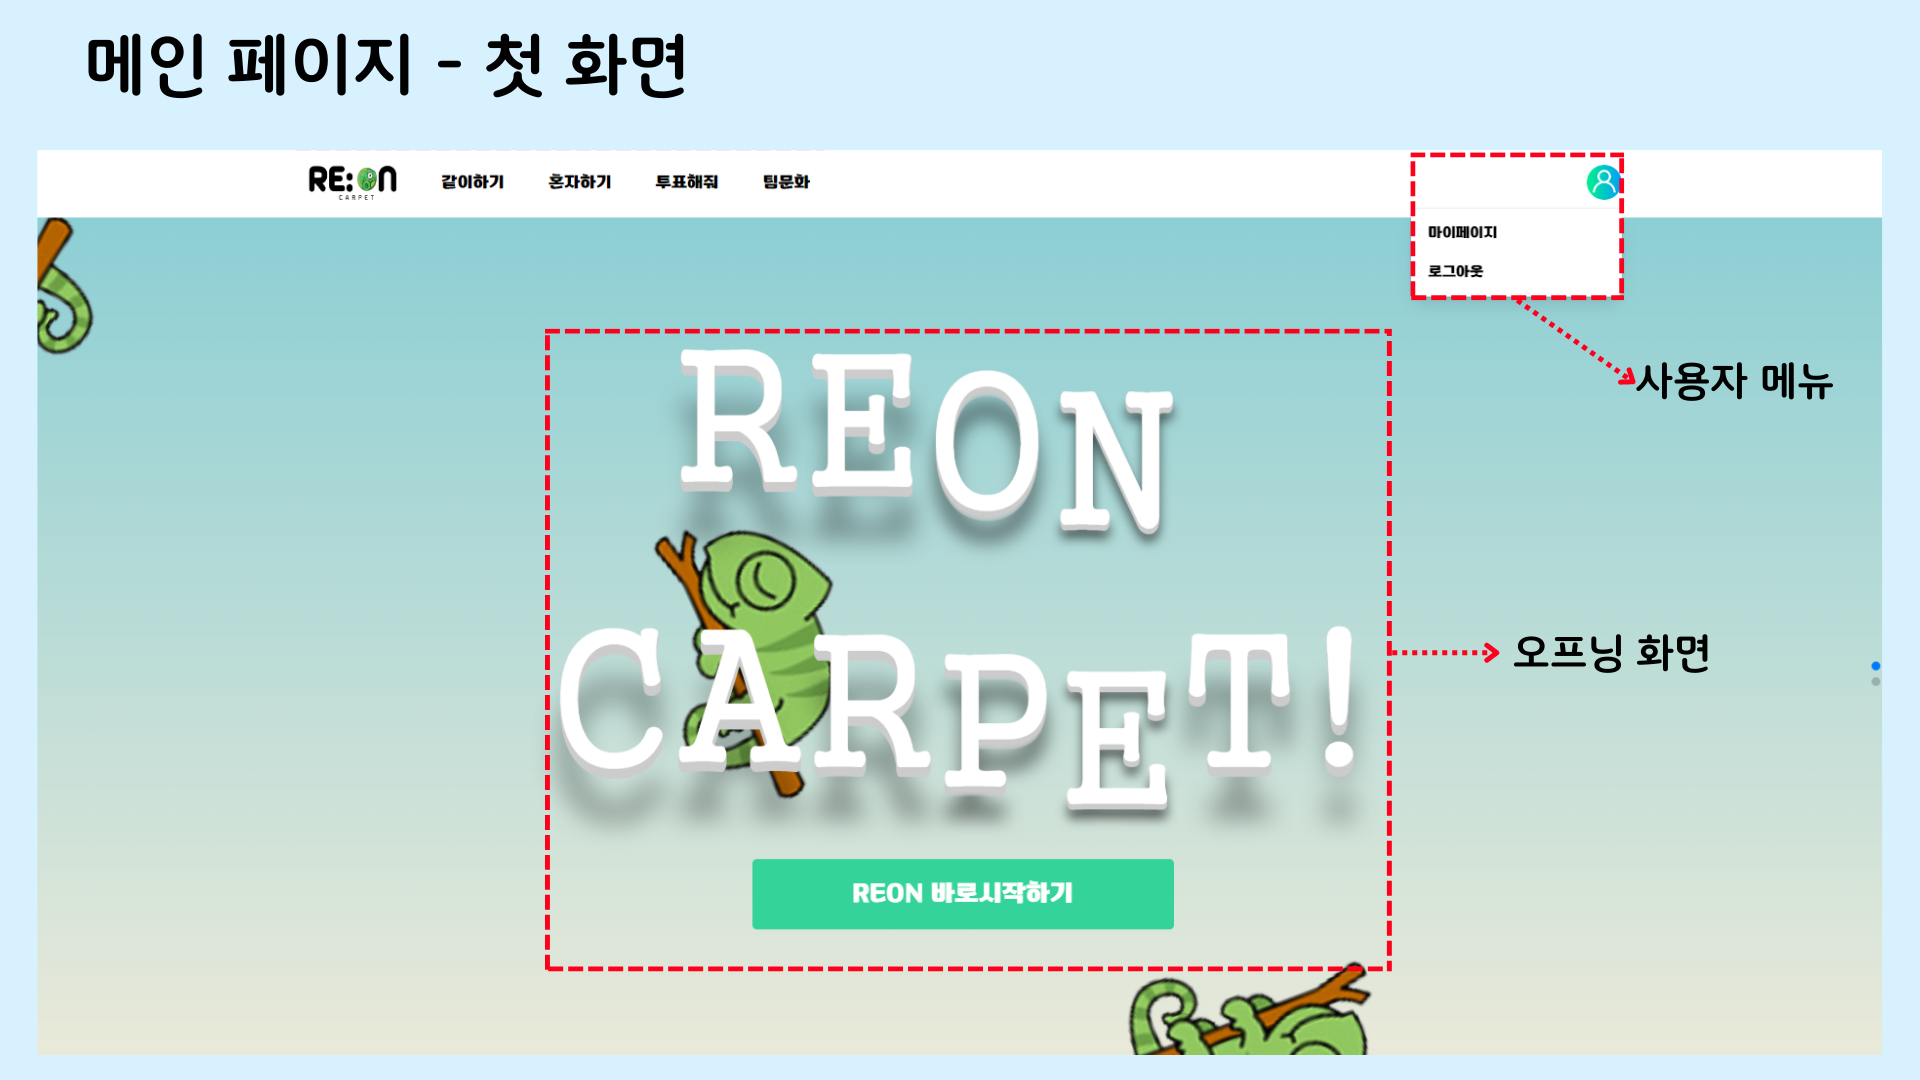 메인 페이지 - 첫 화면
RE:ON
CARPET
같이하기 혼자하기 투표해줘 팀문화
마이페이지
로그아웃
사용자 메뉴
REON
CARPET!
오프닝 화면
REON 바로시작하기